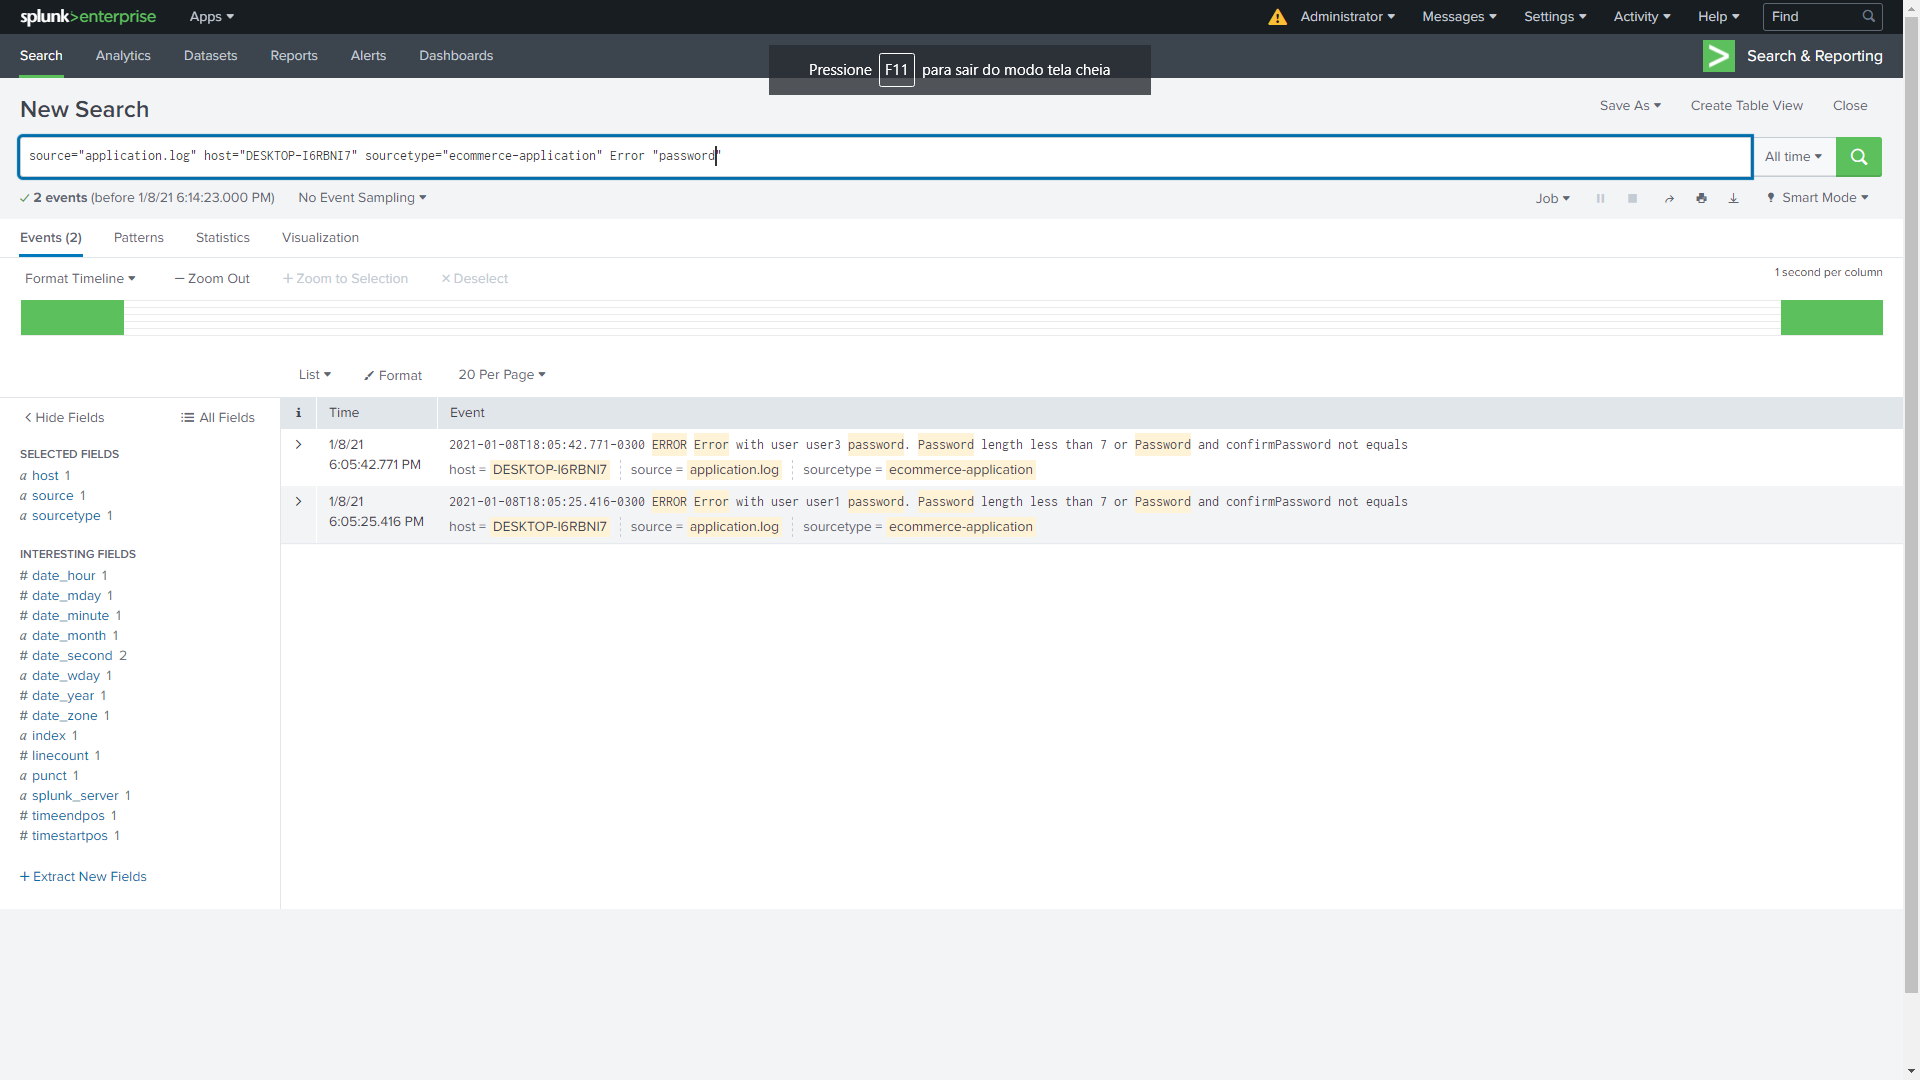 splunk>enterprise Apps Administrator Messages Settings Activity Help Find
Search Analytics Datasets Reports Alerts Dashboards Search & Reporting
Pressione F11 para sair do modo tela cheia
New Search Save As Create Table View Close
source="application.log" host="DESKTOP-I6RBNI7" sourcetype="ecommerce-application" Error "password" All time
2 events (before 1/8/21 6:14:23.000 PM) No Event Sampling Job Smart Mode
Events (2) Patterns Statistics Visualization
Format Timeline — Zoom Out + Zoom to Selection × Deselect 1 second per column
List Format 20 Per Page
< Hide Fields All Fields
i Time Event
SELECTED FIELDS
a host 1
a source 1
a sourcetype 1
INTERESTING FIELDS
# date_hour 1
# date_mday 1
# date_minute 1
a date_month 1
# date_second 2
a date_wday 1
# date_year 1
# date_zone 1
a index 1
# linecount 1
a punct 1
a splunk_server 1
# timeendpos 1
# timestartpos 1
+ Extract New Fields
1/8/21
6:05:42.771 PM
2021-01-08T18:05:42.771-0300 ERROR Error with user user3 password. Password length less than 7 or Password and confirmPassword not equals
host = DESKTOP-I6RBNI7 source = application.log sourcetype = ecommerce-application
1/8/21
6:05:25.416 PM
2021-01-08T18:05:25.416-0300 ERROR Error with user user1 password. Password length less than 7 or Password and confirmPassword not equals
host = DESKTOP-I6RBNI7 source = application.log sourcetype = ecommerce-application